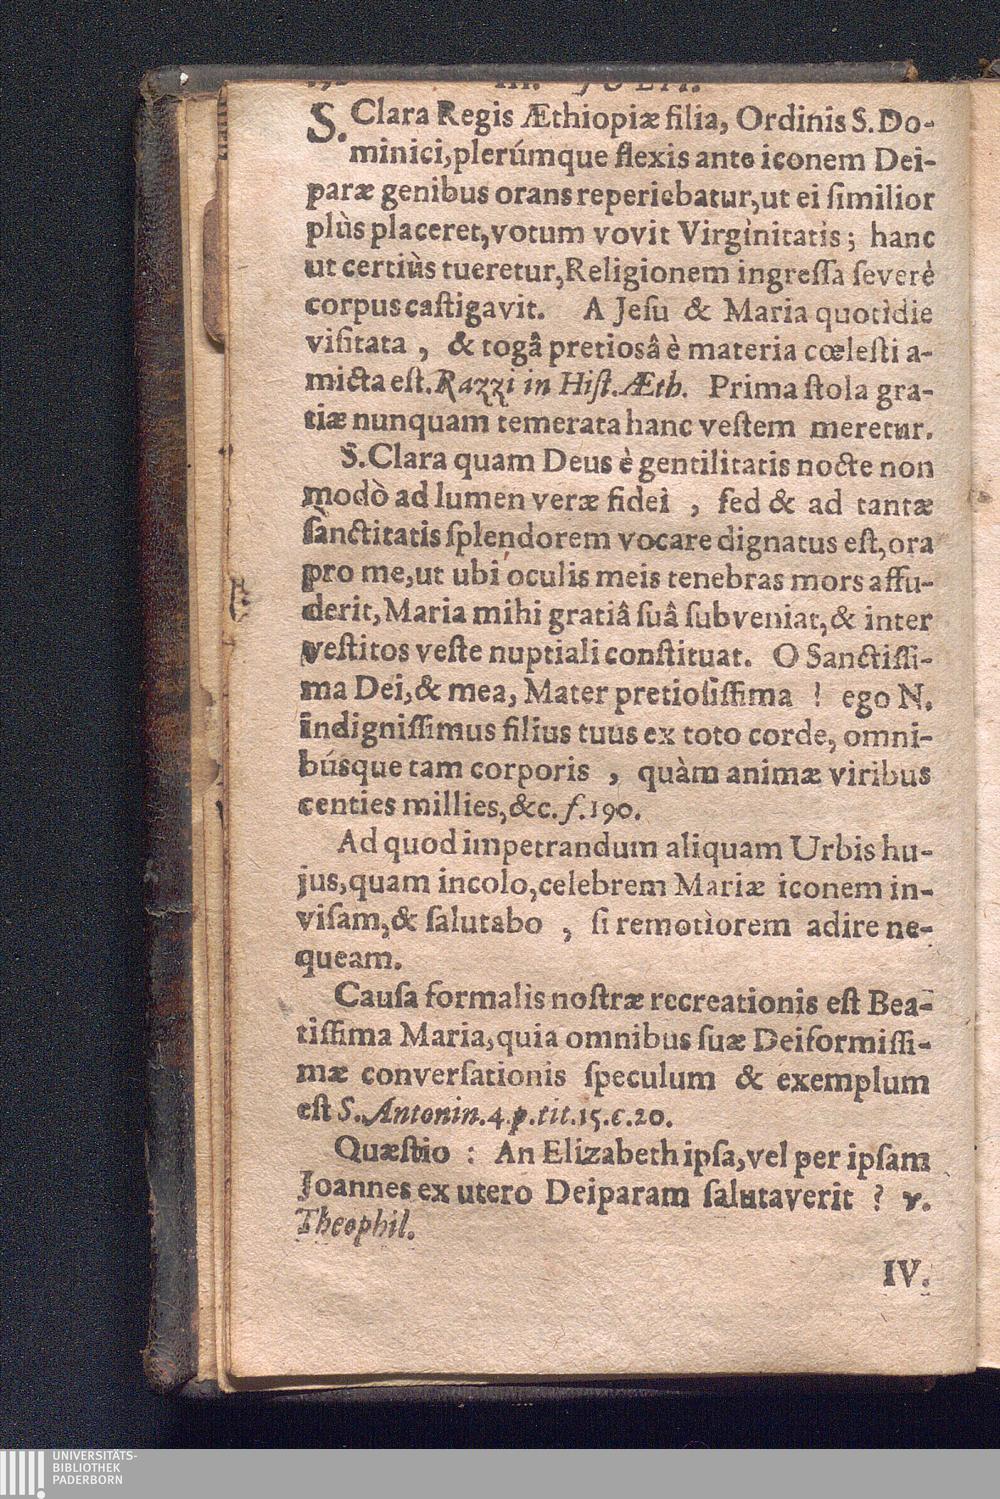 III. JULII.
S. Clara Regis Æthiopiæ filia, Ordinis S. Do-
minici, plerúmque flexis ante iconem Dei-
paræ genibus orans reperiebatur, ut ei ſimilior
plùs placeret, votum vovit Virginitatis; hanc
ut certiùs tueretur, Religionem ingreſſa ſeverè
corpus caſtigavit. A Jeſu & Maria quotìdie
viſitata, & togâ pretiosâ è materia cœleſti a-
micta eſt. Razzi in Hiſt. Æth. Prima ſtola gra-
tiæ nunquam temerata hanc veſtem meretur.
S. Clara quam Deus è gentilitatis nocte non
modò ad lumen veræ fidei, ſed & ad tantæ
ſanctitatis ſplendorem vocare dignatus eſt, ora
pro me, ut ubi oculis meis tenebras mors affu-
derit, Maria mihi gratiâ ſuâ ſubveniat, & inter
veſtitos veſte nuptiali conſtituat. O Sanctiſſi-
ma Dei, & mea, Mater pretioſiſſima ! ego N.
indigniſſimus filius tuus ex toto corde, omni-
búsque tam corporis, quàm animæ viribus
centies millies, &c. f. 190.
Ad quod impetrandum aliquam Urbis hu-
jus, quam incolo, celebrem Mariæ iconem in-
viſam, & ſalutabo, ſi remotiorem adire ne-
queam.
Cauſa formalis noſtræ recreationis eſt Bea-
tiſſima Maria, quia omnibus ſuæ Deiformiſſi-
mæ converſationis ſpeculum & exemplum
eſt S. Antonin. 4. p. tit. 15. c. 20.
Quæſtio : An Elizabeth ipſa, vel per ipſam
Joannes ex utero Deiparam ſalutaverit ? v.
Theophil.
IV.
UNIVERSITÄTS-
BIBLIOTHEK
PADERBORN